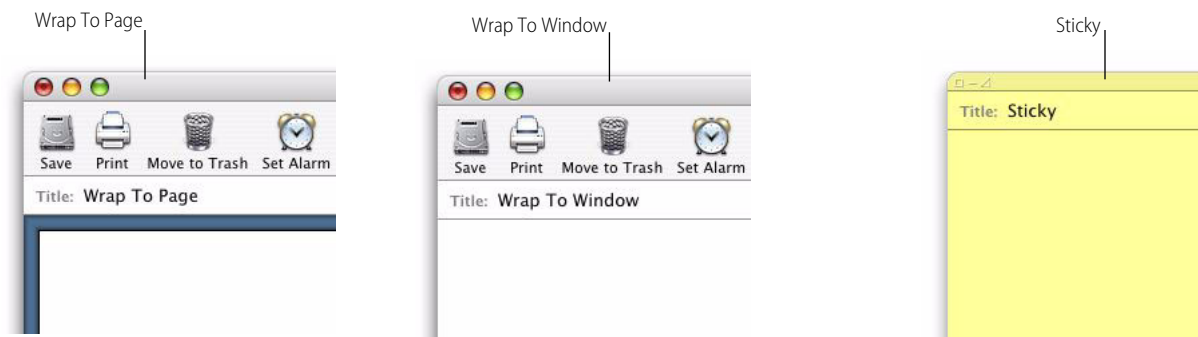 Wrap To Page
Wrap To Window
Sticky
Save Print Move to Trash Set Alarm
Title: Wrap To Page
Save Print Move to Trash Set Alarm
Title: Wrap To Window
Title: Sticky